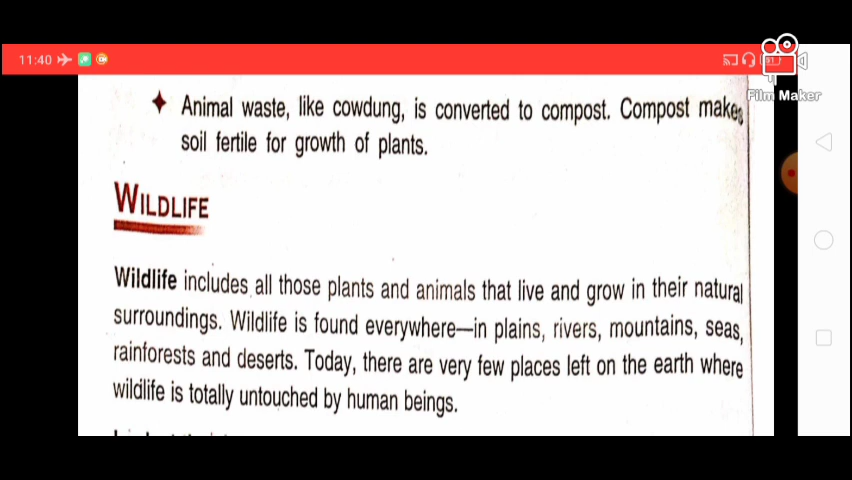 11:40
Film Maker
✦ Animal waste, like cowdung, is converted to compost. Compost makes
soil fertile for growth of plants.
WILDLIFE
Wildlife includes all those plants and animals that live and grow in their natural
surroundings. Wildlife is found everywhere—in plains, rivers, mountains, seas,
rainforests and deserts. Today, there are very few places left on the earth where
wildlife is totally untouched by human beings.